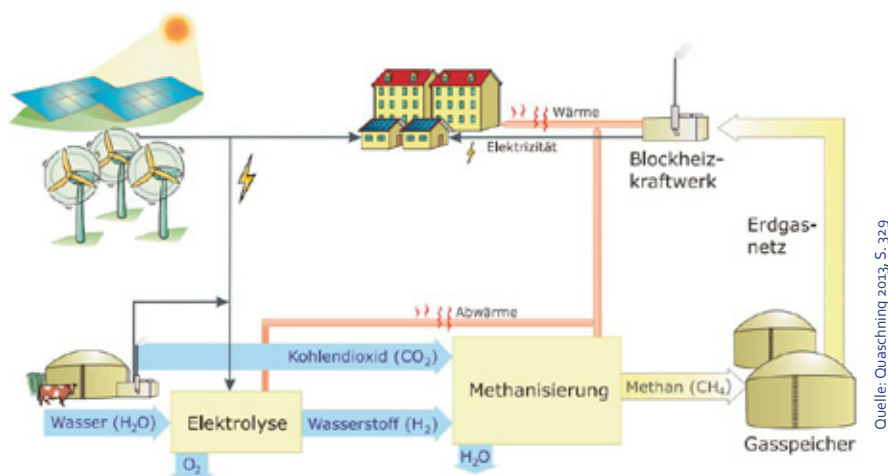 Wärme
Elektrizität
Blockheiz-
kraftwerk
Erdgas-
netz
Abwärme
Kohlendioxid (CO₂)
Wasser (H₂O)
Elektrolyse
Wasserstoff (H₂)
Methanisierung
Methan (CH₄)
O₂
H₂O
Gasspeicher
Quelle: Quaschning 2013, S. 329